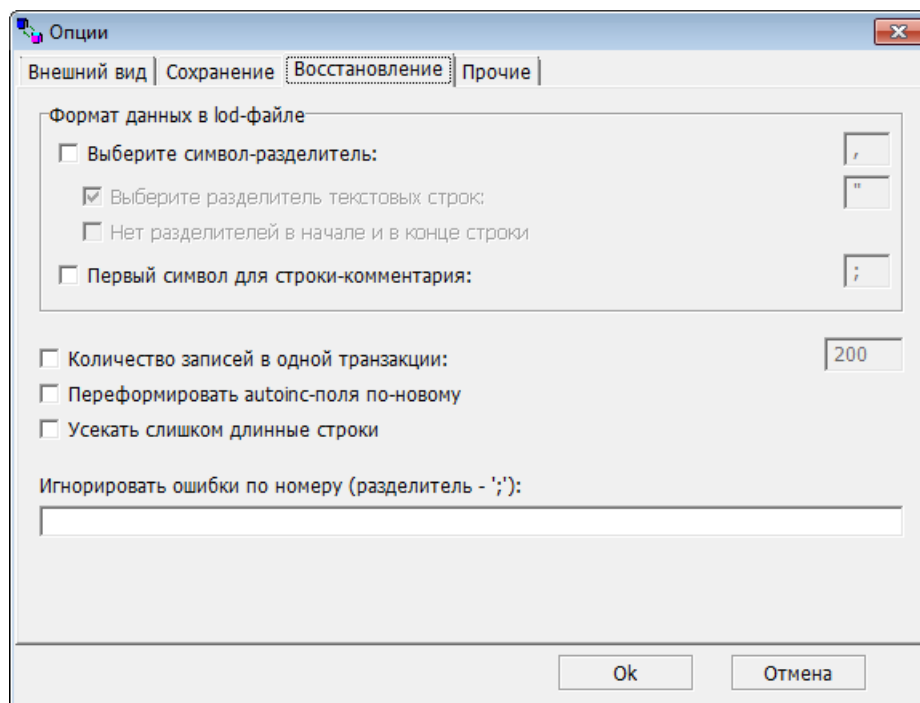 Опции
Внешний вид Сохранение Восстановление Прочие
Формат данных в lod-файле
Выберите символ-разделитель: ,
Выберите разделитель текстовых строк: "
Нет разделителей в начале и в конце строки
Первый символ для строки-комментария: ;
Количество записей в одной транзакции: 200
Переформировать autoinc-поля по-новому
Усекать слишком длинные строки
Игнорировать ошибки по номеру (разделитель - ';'):
Ok Отмена